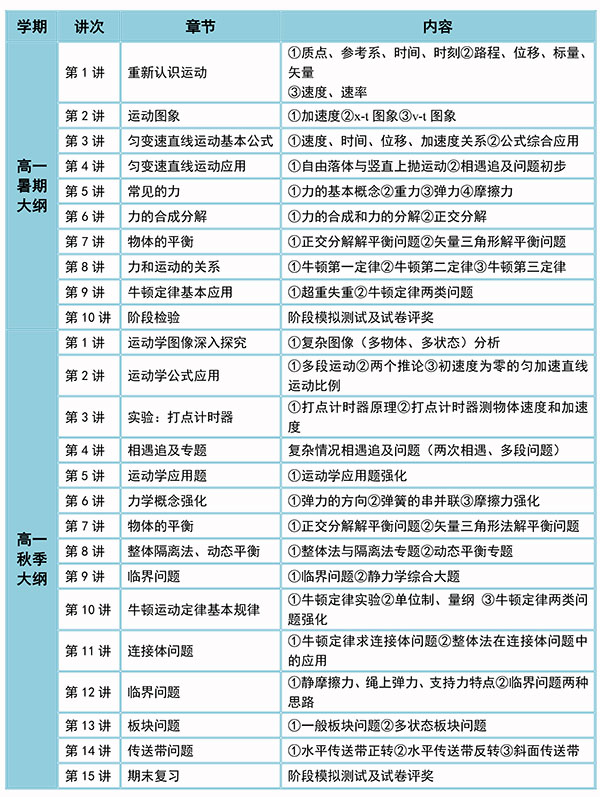 学期 讲次 章节 内容
高一
暑期
大纲
第 1 讲 重新认识运动 ①质点、参考系、时间、时刻②路程、位移、标量、
矢量
③速度、速率
第 2 讲 运动图象 ①加速度②x-t 图象③v-t 图象
第 3 讲 匀变速直线运动基本公式 ①速度、时间、位移、加速度关系②公式综合应用
第 4 讲 匀变速直线运动应用 ①自由落体与竖直上抛运动②相遇追及问题初步
第 5 讲 常见的力 ①力的基本概念②重力③弹力④摩擦力
第 6 讲 力的合成分解 ①力的合成和力的分解②正交分解
第 7 讲 物体的平衡 ①正交分解解平衡问题②矢量三角形解平衡问题
第 8 讲 力和运动的关系 ①牛顿第一定律②牛顿第二定律③牛顿第三定律
第 9 讲 牛顿定律基本应用 ①超重失重②牛顿定律两类问题
第 10 讲 阶段检验 阶段模拟测试及试卷评奖
高一
秋季
大纲
第 1 讲 运动学图像深入探究 ①复杂图像（多物体、多状态）分析
第 2 讲 运动学公式应用 ①多段运动②两个推论③初速度为零的匀加速直线
运动比例
第 3 讲 实验：打点计时器 ①打点计时器原理②打点计时器测物体速度和加速
度
第 4 讲 相遇追及专题 复杂情况相遇追及问题（两次相遇、多段问题）
第 5 讲 运动学应用题 ①运动学应用题强化
第 6 讲 力学概念强化 ①弹力的方向②弹簧的串并联③摩擦力强化
第 7 讲 物体的平衡 ①正交分解解平衡问题②矢量三角形法解平衡问题
第 8 讲 整体隔离法、动态平衡 ①整体法与隔离法专题②动态平衡专题
第 9 讲 临界问题 ①临界问题②静力学综合大题
第 10 讲 牛顿运动定律基本规律 ①牛顿定律实验②单位制、量纲 ③牛顿定律两类问
题强化
第 11 讲 连接体问题 ①牛顿定律求连接体问题②整体法在连接体问题中
的应用
第 12 讲 临界问题 ①静摩擦力、绳上弹力、支持力特点②临界问题两种
思路
第 13 讲 板块问题 ①一般板块问题②多状态板块问题
第 14 讲 传送带问题 ①水平传送带正转②水平传送带反转③斜面传送带
第 15 讲 期末复习 阶段模拟测试及试卷评奖